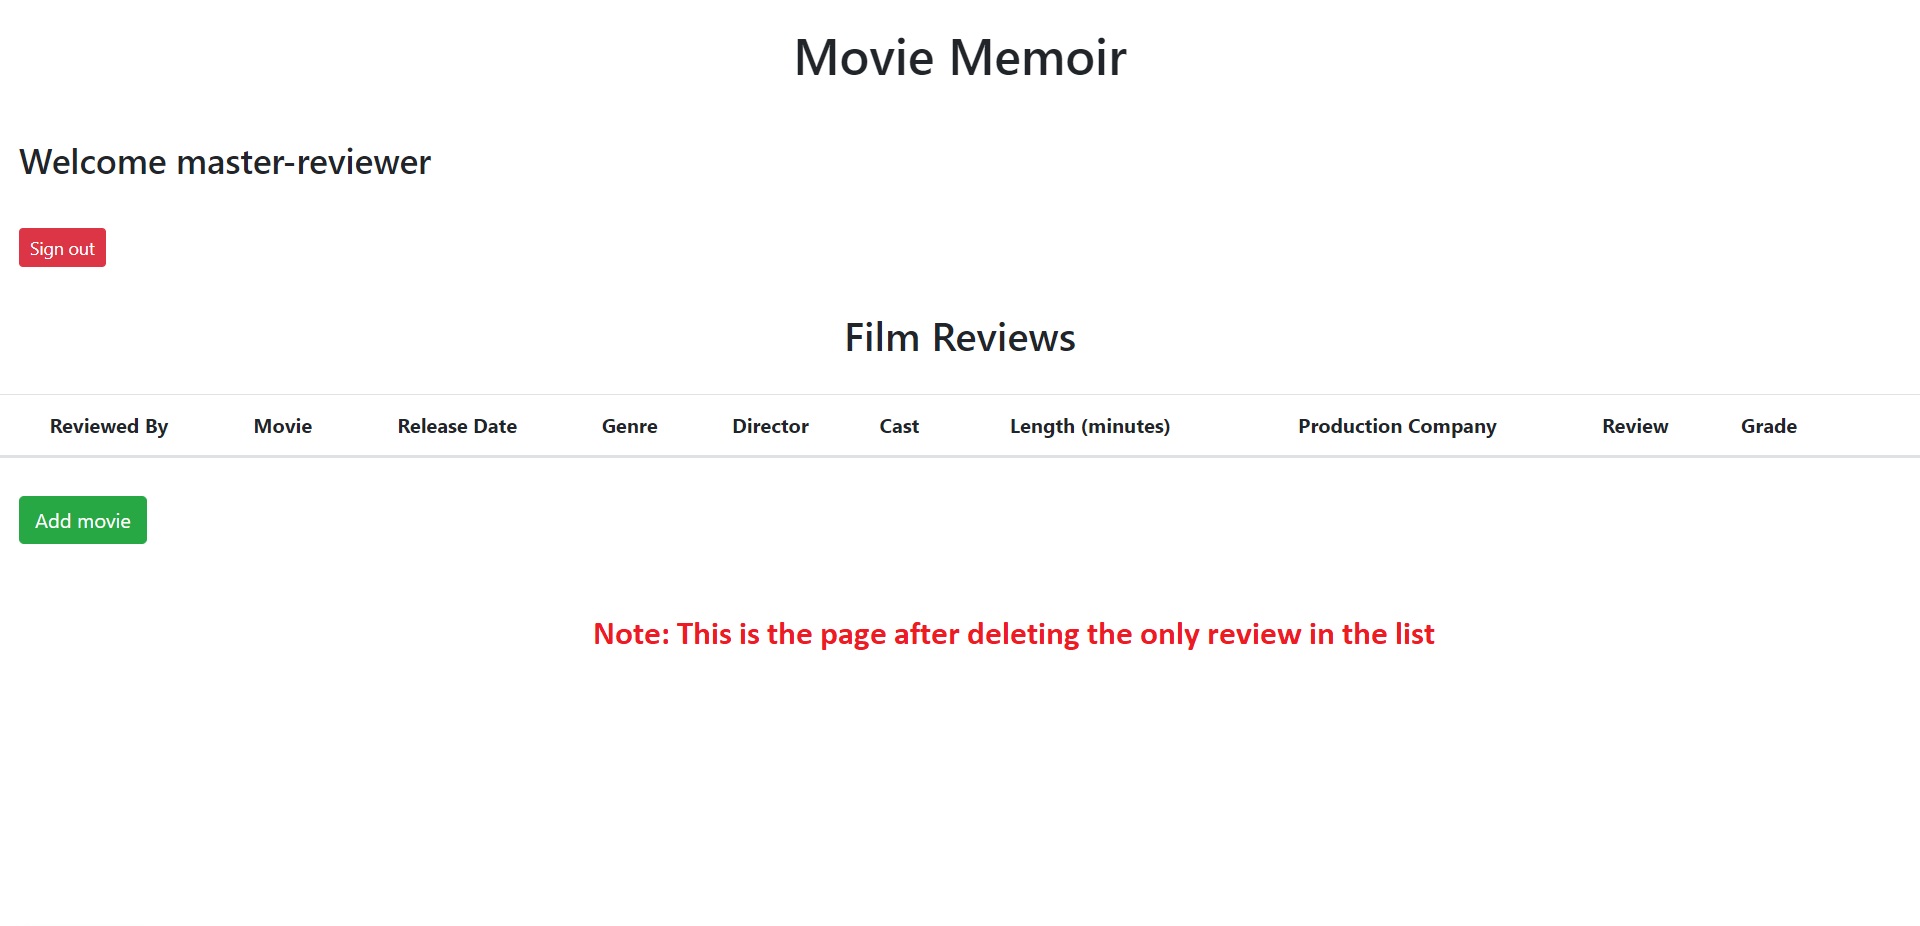 Movie Memoir
Welcome master-reviewer
Sign out
Film Reviews
Reviewed By Movie Release Date Genre Director Cast Length (minutes) Production Company Review Grade
Add movie
Note: This is the page after deleting the only review in the list